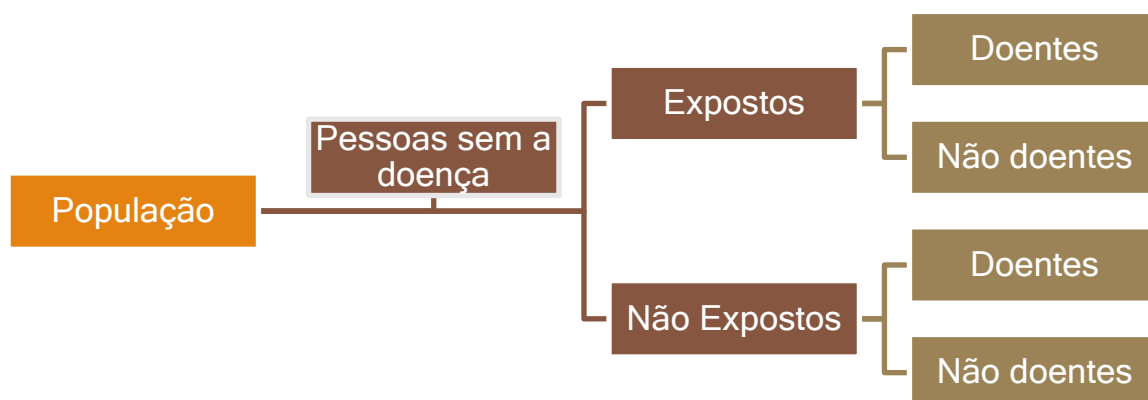 População
Pessoas sem a
doença
Expostos
Doentes
Não doentes
Não Expostos
Doentes
Não doentes